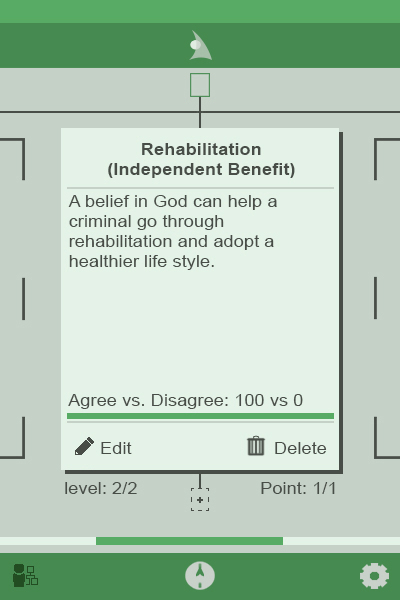 Rehabilitation
(Independent Benefit)
A belief in God can help a
criminal go through
rehabilitation and adopt a
healthier life style.
Agree vs. Disagree: 100 vs 0
Edit
Delete
level: 2/2
Point: 1/1